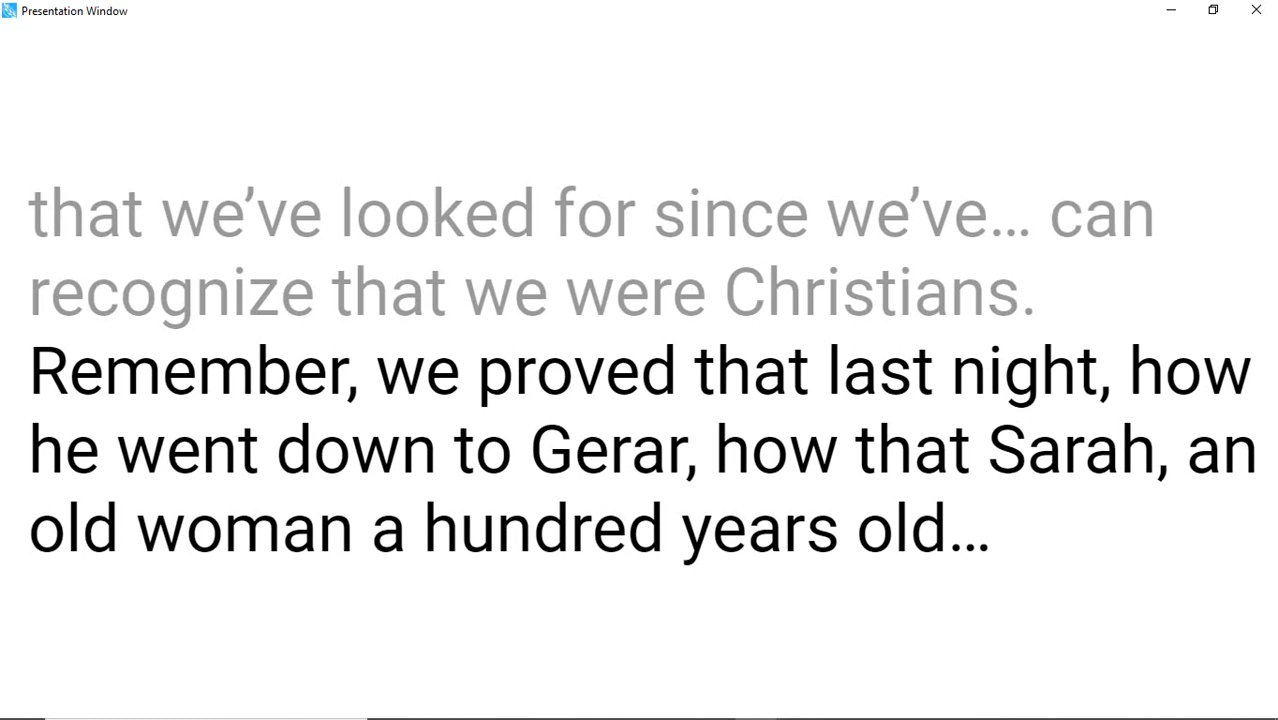 Presentation Window
that we’ve looked for since we’ve… can
recognize that we were Christians.
Remember, we proved that last night, how
he went down to Gerar, how that Sarah, an
old woman a hundred years old…